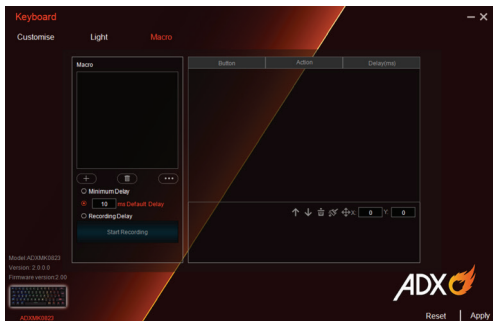 Keyboard
Customise Light Macro
Macro
Button Action Delay(ms)
Minimum Delay
10 ms Default Delay
Recording Delay
Start Recording
X: 0 Y: 0
Model:ADXMK0823
Version: 2.0.0.0
Firmware version:2.00
ADXMK0823
ADX
Reset Apply